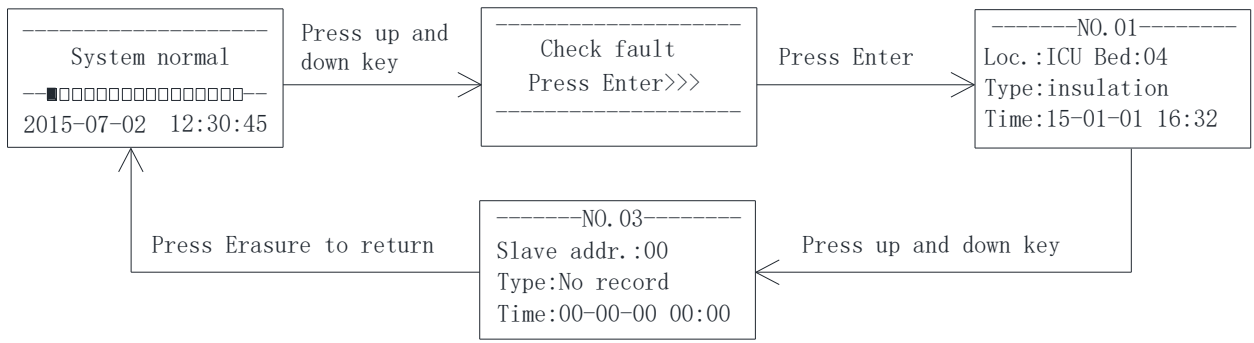 --------------------
System normal
--■□□□□□□□□□□□□□□□--
2015-07-02 12:30:45
Press up and
down key
--------------------
Check fault
Press Enter>>>
--------------------
Press Enter
-------NO.01--------
Loc.:ICU Bed:04
Type:insulation
Time:15-01-01 16:32
Press up and down key
-------NO.03--------
Slave addr.:00
Type:No record
Time:00-00-00 00:00
Press Erasure to return